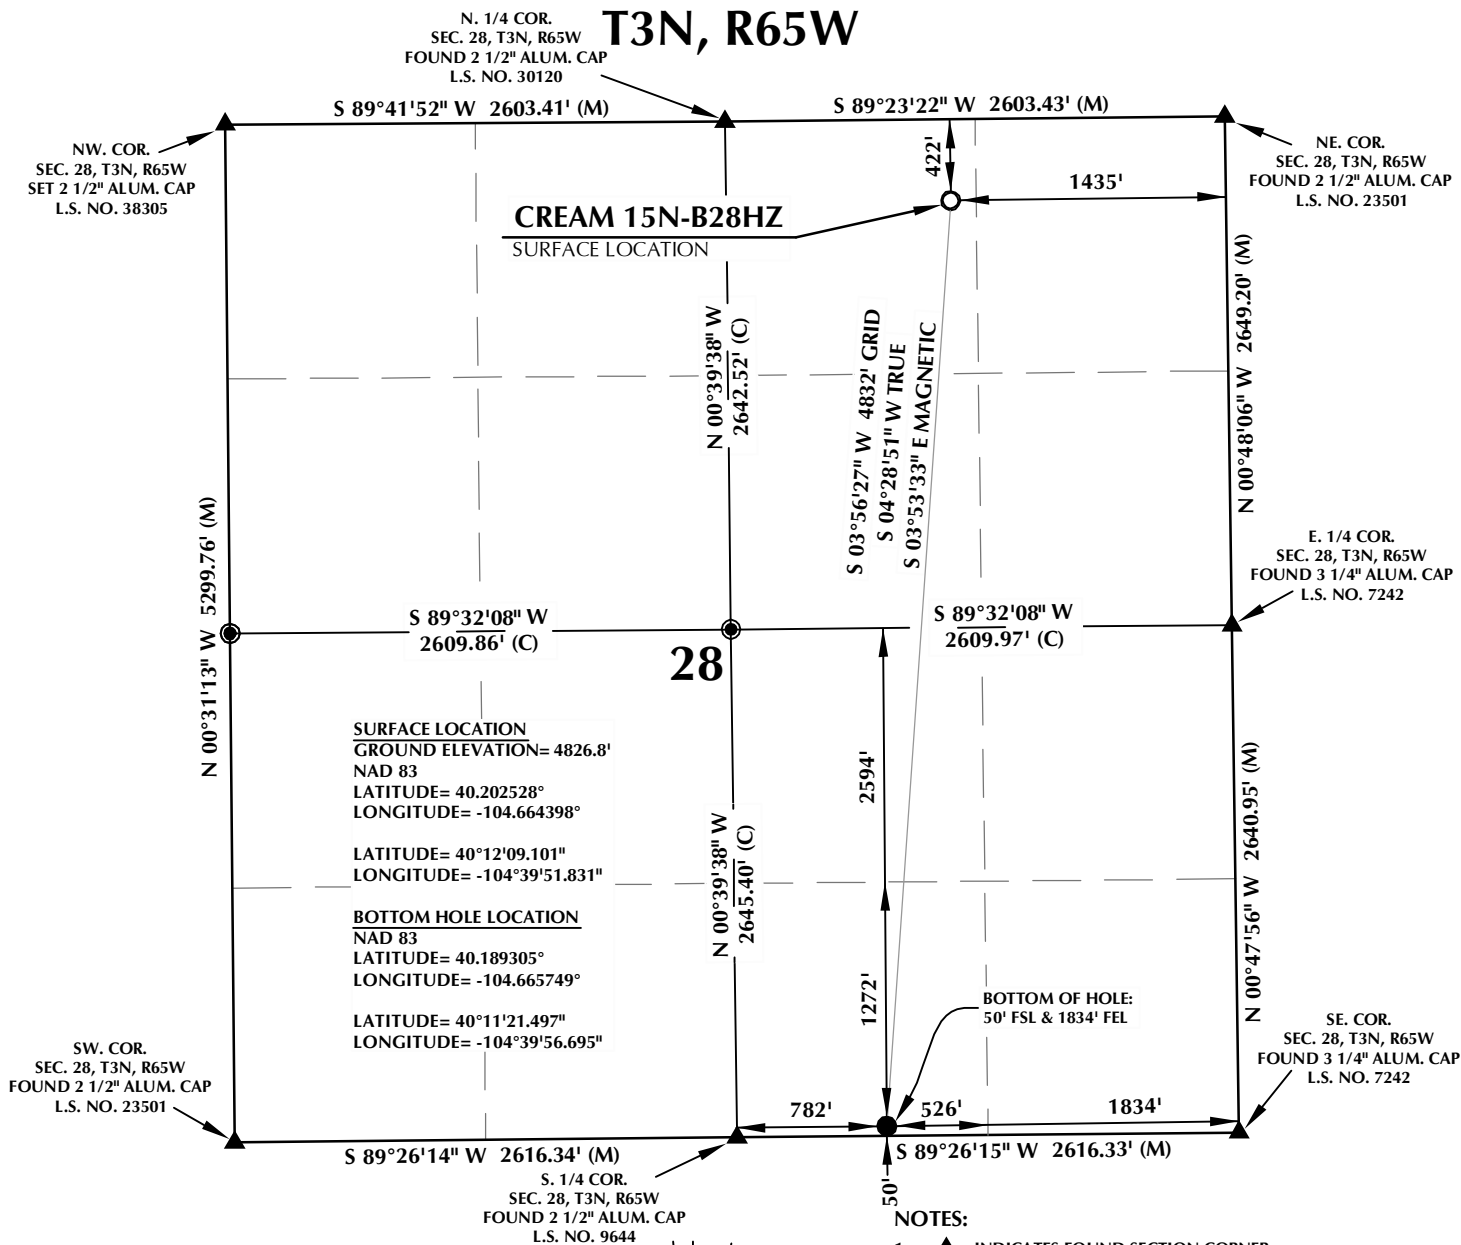 T3N, R65W
N. 1/4 COR.
SEC. 28, T3N, R65W
FOUND 2 1/2" ALUM. CAP
L.S. NO. 30120
S 89°41'52" W 2603.41' (M)
S 89°23'22" W 2603.43' (M)
NW. COR.
SEC. 28, T3N, R65W
SET 2 1/2" ALUM. CAP
L.S. NO. 38305
NE. COR.
SEC. 28, T3N, R65W
FOUND 2 1/2" ALUM. CAP
L.S. NO. 23501
422'
1435'
CREAM 15N-B28HZ
SURFACE LOCATION
N 00°39'38" W
2642.52' (C)
S 03°56'27" W 4832' GRID
S 04°28'51" W TRUE
S 03°53'33" E MAGNETIC
N 00°48'06" W 2649.20' (M)
N 00°31'13" W 5299.76' (M)
E. 1/4 COR.
SEC. 28, T3N, R65W
FOUND 3 1/4" ALUM. CAP
L.S. NO. 7242
S 89°32'08" W
2609.86' (C)
S 89°32'08" W
2609.97' (C)
28
SURFACE LOCATION
GROUND ELEVATION= 4826.8'
NAD 83
LATITUDE= 40.202528°
LONGITUDE= -104.664398°
LATITUDE= 40°12'09.101"
LONGITUDE= -104°39'51.831"
BOTTOM HOLE LOCATION
NAD 83
LATITUDE= 40.189305°
LONGITUDE= -104.665749°
LATITUDE= 40°11'21.497"
LONGITUDE= -104°39'56.695"
N 00°39'38" W
2645.40' (C)
2594'
1272'
N 00°47'56" W 2640.95' (M)
BOTTOM OF HOLE:
50' FSL & 1834' FEL
SW. COR.
SEC. 28, T3N, R65W
FOUND 2 1/2" ALUM. CAP
L.S. NO. 23501
SE. COR.
SEC. 28, T3N, R65W
FOUND 3 1/4" ALUM. CAP
L.S. NO. 7242
782'
526'
1834'
S 89°26'14" W 2616.34' (M)
S 89°26'15" W 2616.33' (M)
50'
S. 1/4 COR.
SEC. 28, T3N, R65W
FOUND 2 1/2" ALUM. CAP
L.S. NO. 9644
NOTES:
INDICATES FOUND SECTION CORNER